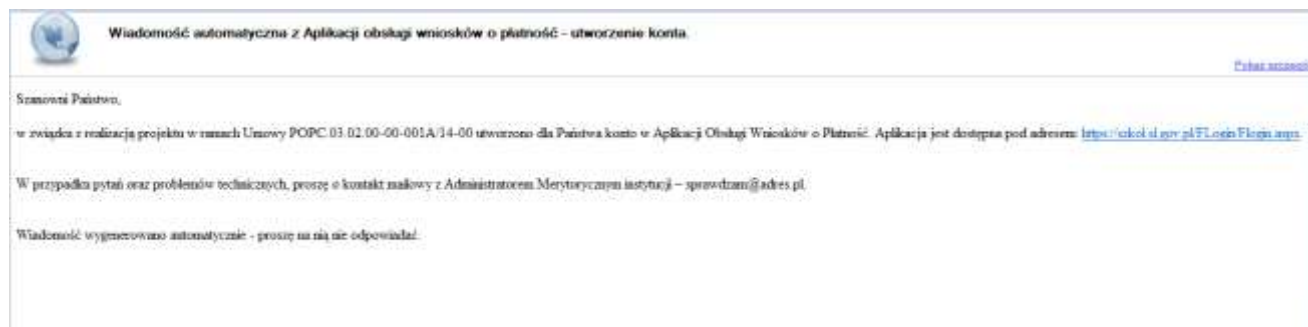 Wiadomość automatyczna z Aplikacji obsługi wniosków o płatność - utworzenie konta.
Pokaż szczegół
Szanowni Państwo,
w związku z realizacją projektu w ramach Umowy POPC.03.02.00-00-001A/14-00 utworzono dla Państwa konto w Aplikacji Obsługi Wniosków o Płatność. Aplikacja jest dostępna pod adresem:
W przypadku pytań oraz problemów technicznych, proszę o kontakt mailowy z Administratorem Merytorycznym instytucji – sprawdzam@adres.pl.
Wiadomość wygenerowano automatycznie - proszę na nią nie odpowiadać.